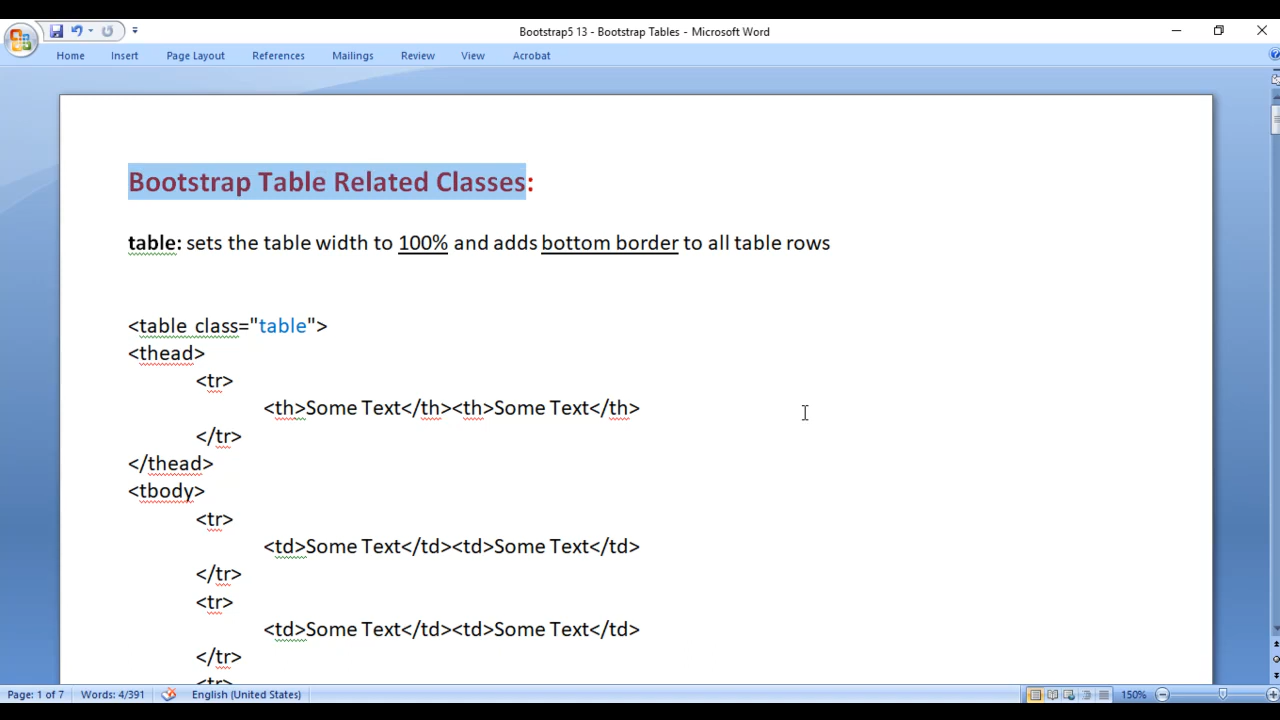 Bootstrap5 13 - Bootstrap Tables - Microsoft Word
Home Insert Page Layout References Mailings Review View Acrobat
Bootstrap Table Related Classes:
table: sets the table width to 100% and adds bottom border to all table rows
<table class="table">
<thead>
<tr>
<th>Some Text</th><th>Some Text</th>
</tr>
</thead>
<tbody>
<tr>
<td>Some Text</td><td>Some Text</td>
</tr>
<tr>
<td>Some Text</td><td>Some Text</td>
</tr>
<tr>
Page: 1 of 7 Words: 4/391 English (United States) 150%